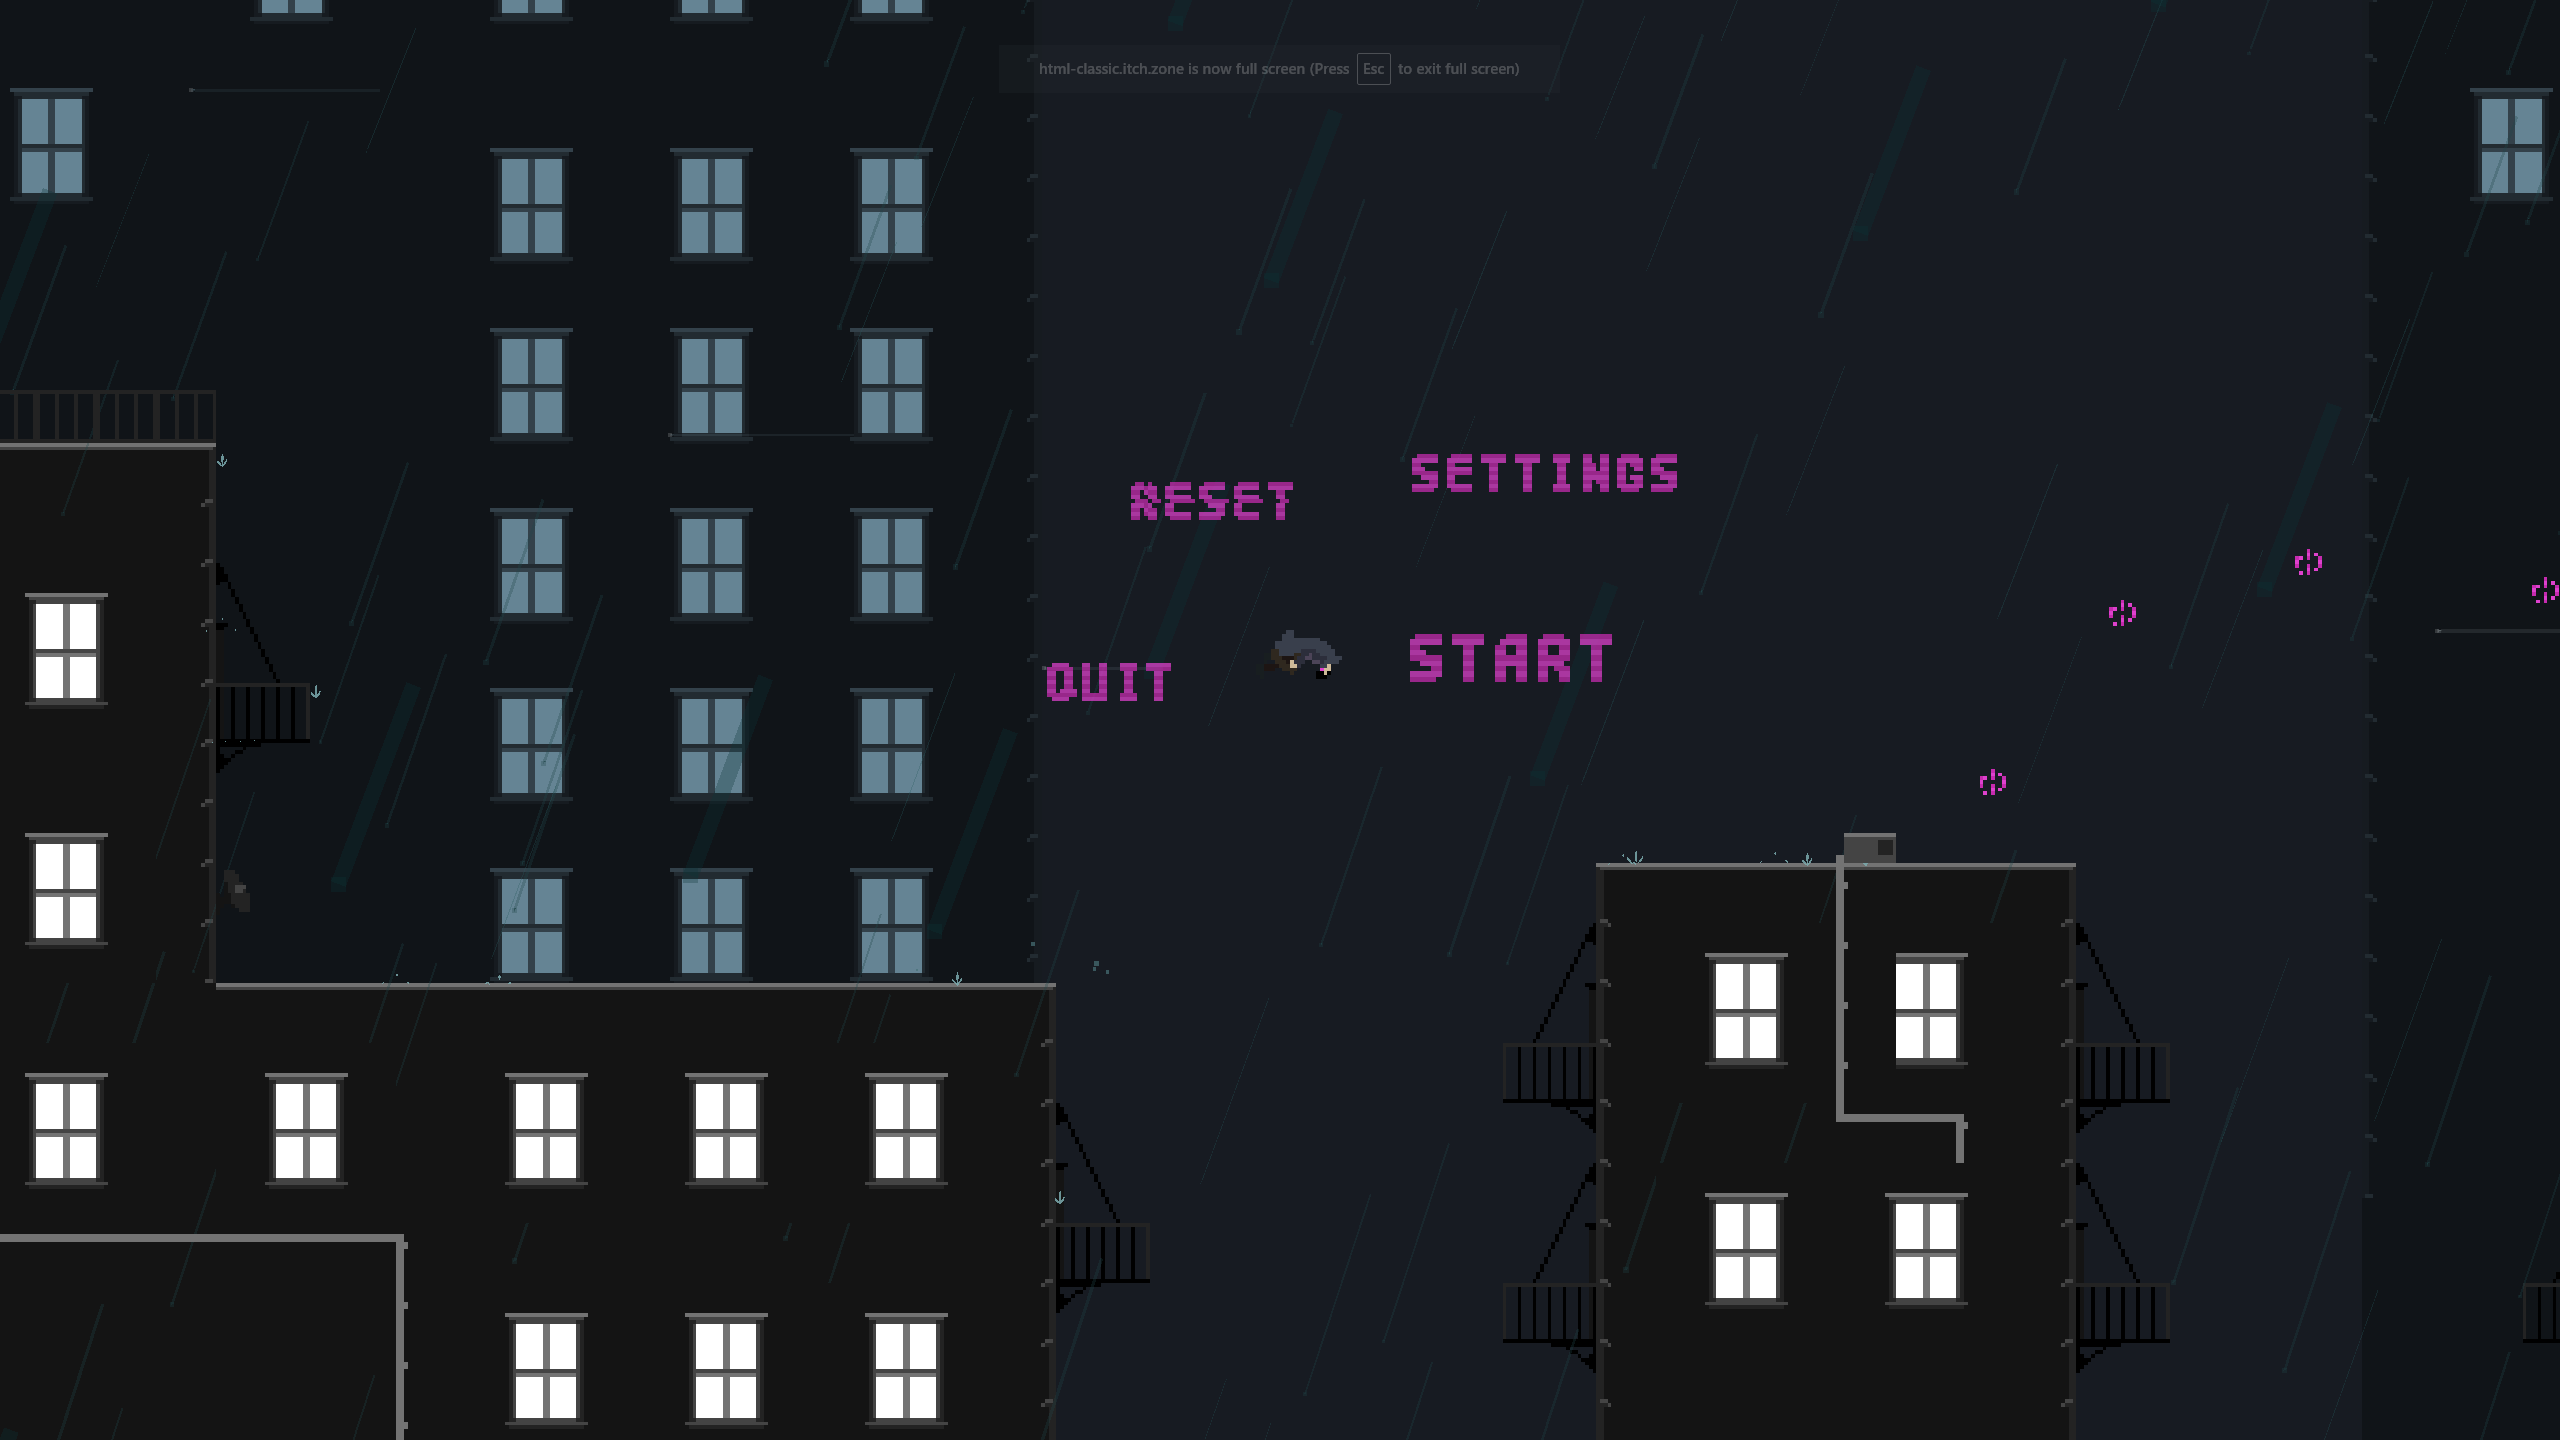 html-classic.itch.zone is now full screen (Press Esc to exit full screen)
SETTINGS
RESET
START
QUIT